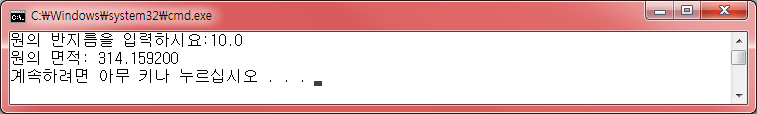 C:₩Windows₩system32₩cmd.exe
원의 반지름을 입력하시요:10.0
원의 면적: 314.159200
계속하려면 아무 키나 누르십시오 . . .